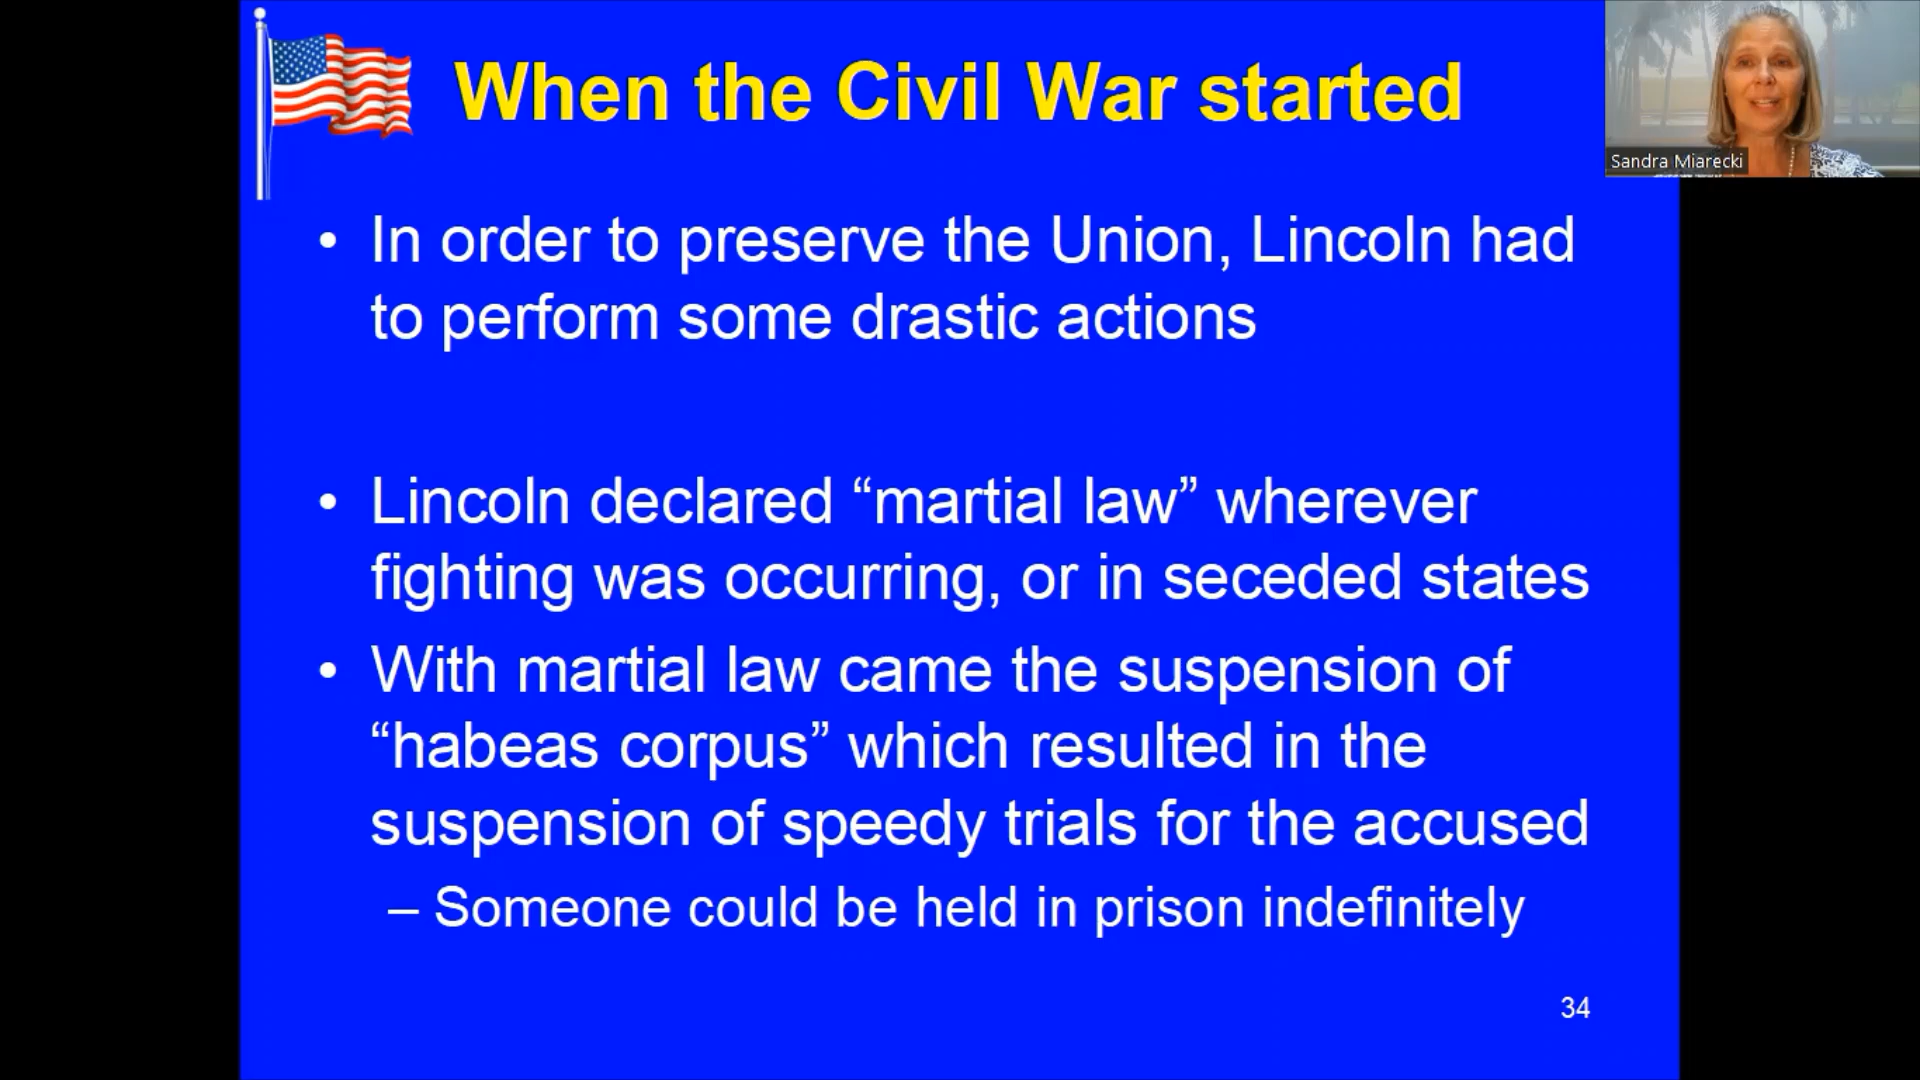 When the Civil War started
Sandra Miarecki
• In order to preserve the Union, Lincoln had
to perform some drastic actions
• Lincoln declared “martial law” wherever
fighting was occurring, or in seceded states
• With martial law came the suspension of
“habeas corpus” which resulted in the
suspension of speedy trials for the accused
– Someone could be held in prison indefinitely
34